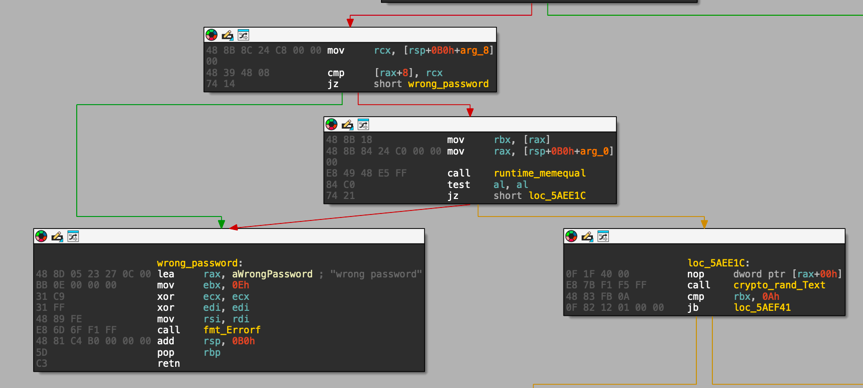 48 8B 8C 24 C8 00 00 mov rcx, [rsp+0B0h+arg_8]
00
48 39 48 08 cmp [rax+8], rcx
74 14 jz short wrong_password
48 8B 18 mov rbx, [rax]
48 8B 84 24 C0 00 00 mov rax, [rsp+0B0h+arg_0]
00
E8 49 48 E5 FF call runtime_memequal
84 C0 test al, al
74 21 jz short loc_5AEE1C
wrong_password:
48 8D 05 23 27 0C 00 lea rax, aWrongPassword ; "wrong password"
BB 0E 00 00 00 mov ebx, 0Eh
31 C9 xor ecx, ecx
31 FF xor edi, edi
48 89 FE mov rsi, rdi
E8 6D 6F F1 FF call fmt_Errorf
48 81 C4 B0 00 00 00 add rsp, 0B0h
5D pop rbp
C3 retn
loc_5AEE1C:
0F 1F 40 00 nop dword ptr [rax+00h]
E8 7B F1 F5 FF call crypto_rand_Text
48 83 FB 0A cmp rbx, 0Ah
0F 82 12 01 00 00 jb loc_5AEF41